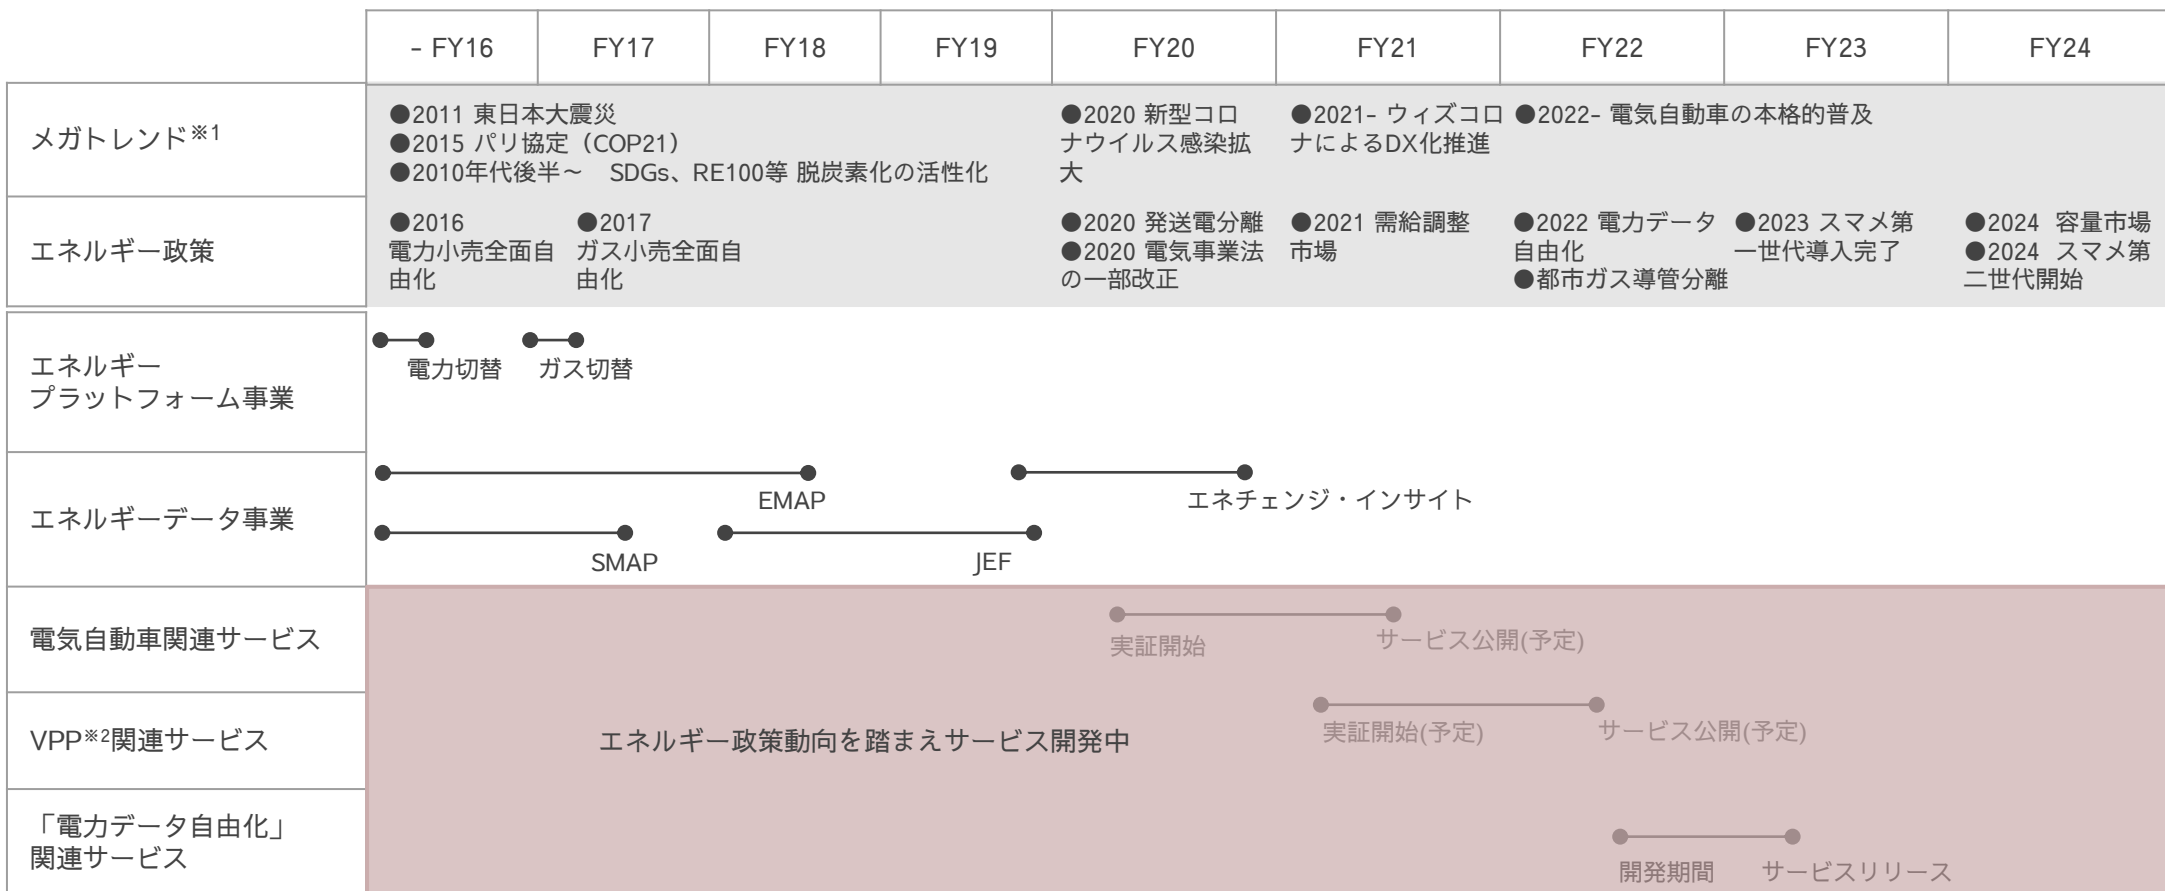 - FY16 FY17 FY18 FY19 FY20 FY21 FY22 FY23 FY24
メガトレンド※1
●2011 東日本大震災
●2015 パリ協定（COP21）
●2010年代後半～　SDGs、RE100等 脱炭素化の活性化
●2020 新型コロ
ナウイルス感染拡
大
●2021- ウィズコロ
ナによるDX化推進
●2022- 電気自動車の本格的普及
エネルギー政策
●2016
電力小売全面自
由化
●2017
ガス小売全面自
由化
●2020 発送電分離
●2020 電気事業法
の一部改正
●2021 需給調整
市場
●2022 電力データ
自由化
●都市ガス導管分離
●2023 スマメ第
一世代導入完了
●2024 容量市場
●2024 スマメ第
二世代開始
エネルギー
プラットフォーム事業
電力切替
ガス切替
エネルギーデータ事業
EMAP
エネチェンジ・インサイト
SMAP
JEF
電気自動車関連サービス
実証開始
サービス公開(予定)
VPP※2関連サービス
エネルギー政策動向を踏まえサービス開発中
実証開始(予定)
サービス公開(予定)
「電力データ自由化」
関連サービス
開発期間
サービスリリース